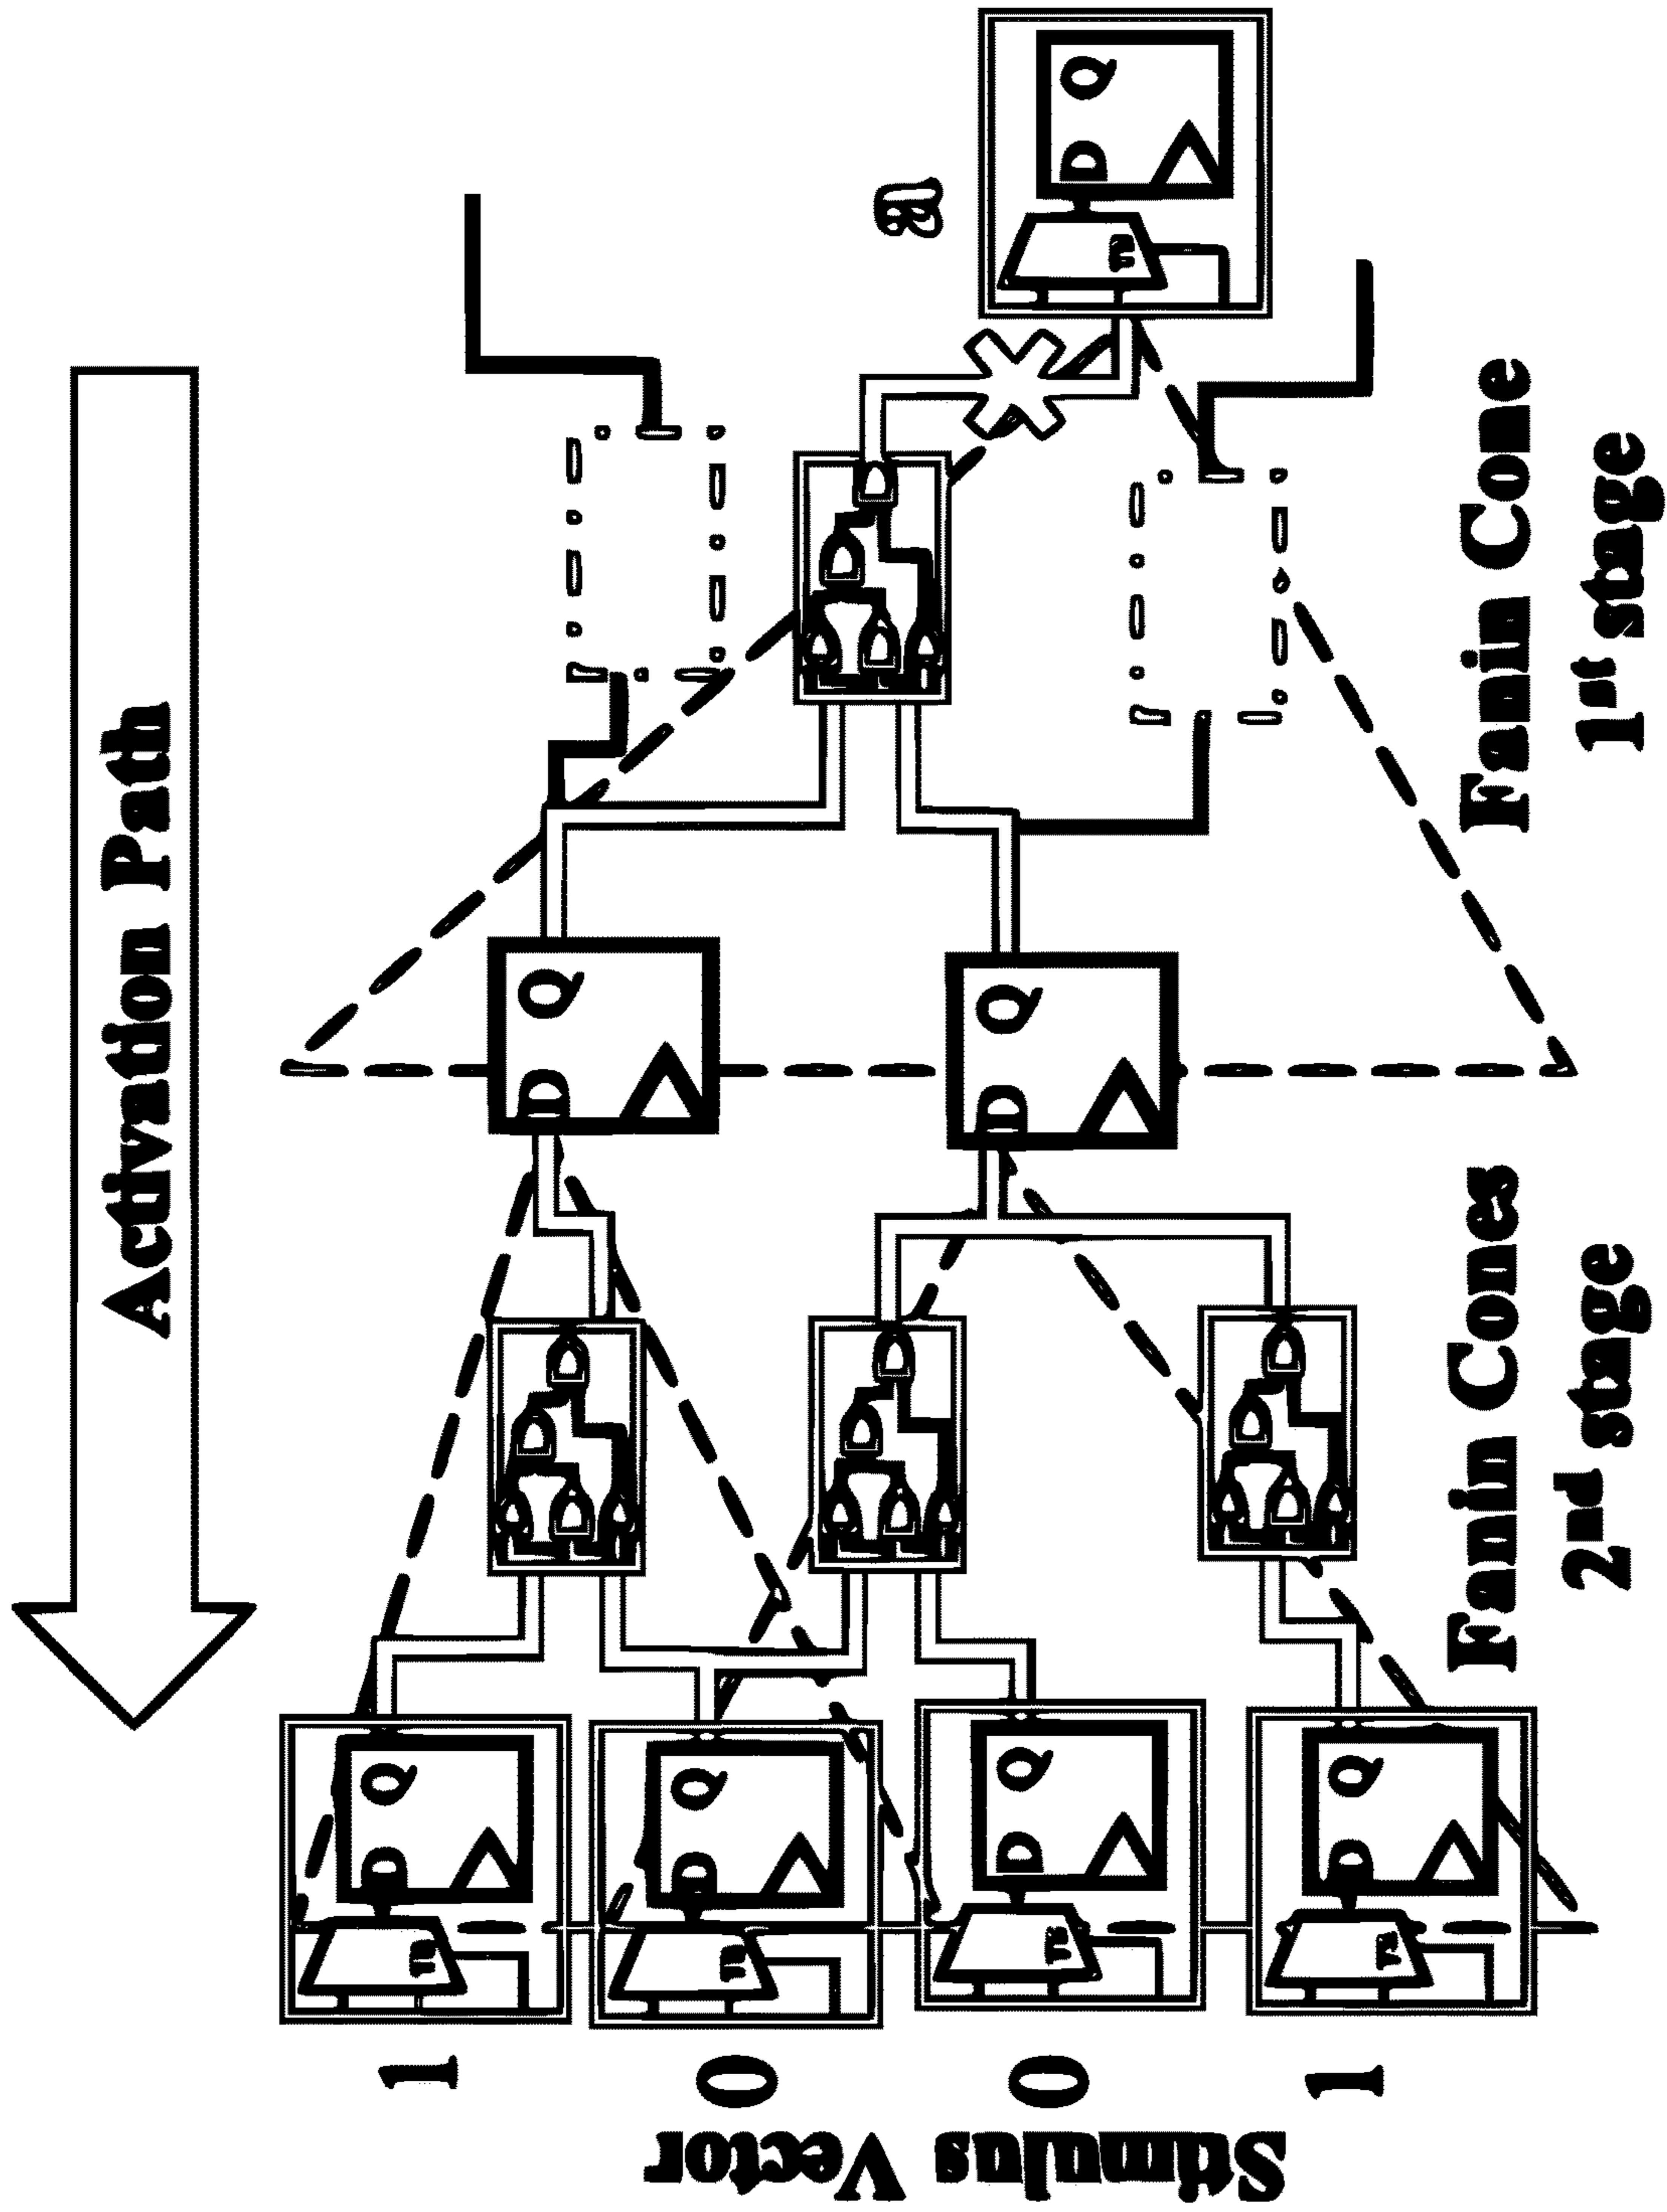 Activation Path
Stimulus Vector
1
0
0
1
D Q
D Q
D Q
D Q
D Q
D Q
a
D Q
Fanin Cones
2nd stage
Fanin Cone
1st stage